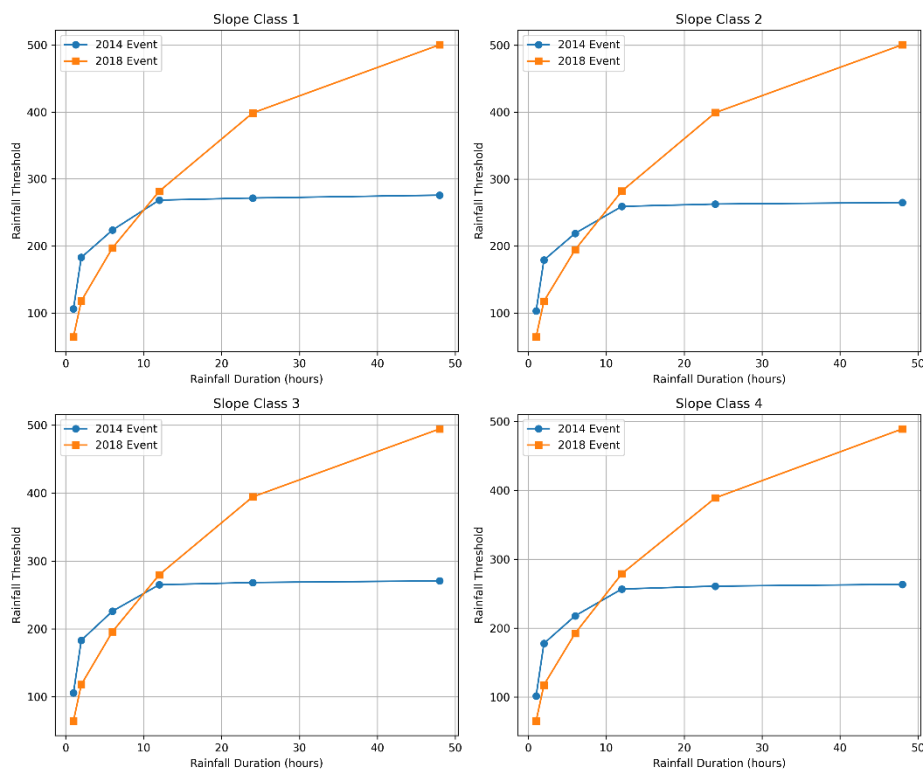 Slope Class 1
2014 Event
2018 Event
500
400
300
200
100
Rainfall Threshold
0
10
20
30
40
50
Rainfall Duration (hours)
Slope Class 2
2014 Event
2018 Event
500
400
300
200
100
Rainfall Threshold
0
10
20
30
40
50
Rainfall Duration (hours)
Slope Class 3
2014 Event
2018 Event
500
400
300
200
100
Rainfall Threshold
0
10
20
30
40
50
Rainfall Duration (hours)
Slope Class 4
2014 Event
2018 Event
500
400
300
200
100
Rainfall Threshold
0
10
20
30
40
50
Rainfall Duration (hours)